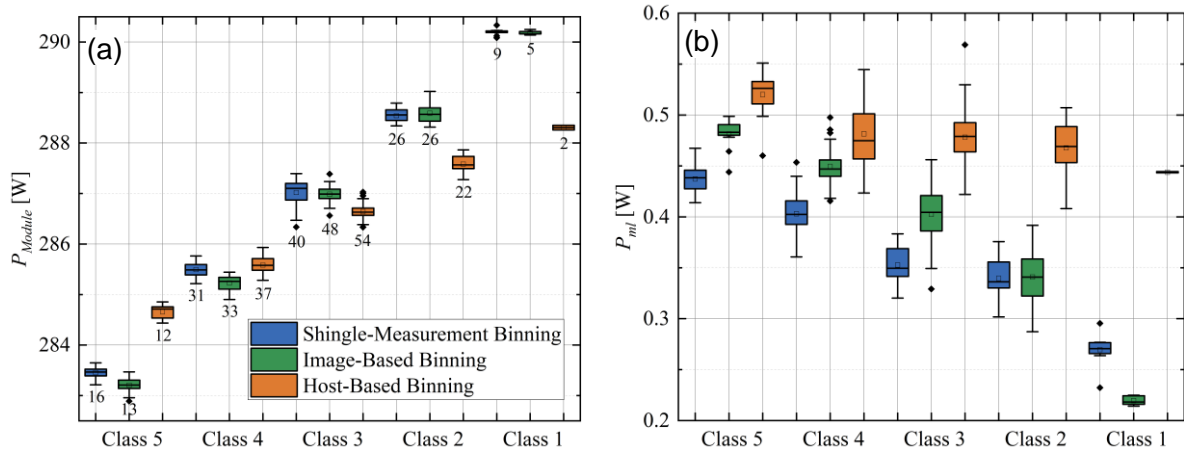 (a)
P_Module [W]
290
288
286
284
16
13
12
31
33
37
40
48
54
26
26
22
9
5
2
Shingle-Measurement Binning
Image-Based Binning
Host-Based Binning
Class 5 Class 4 Class 3 Class 2 Class 1
(b)
P_ml [W]
0.6
0.5
0.4
0.3
0.2
Class 5 Class 4 Class 3 Class 2 Class 1